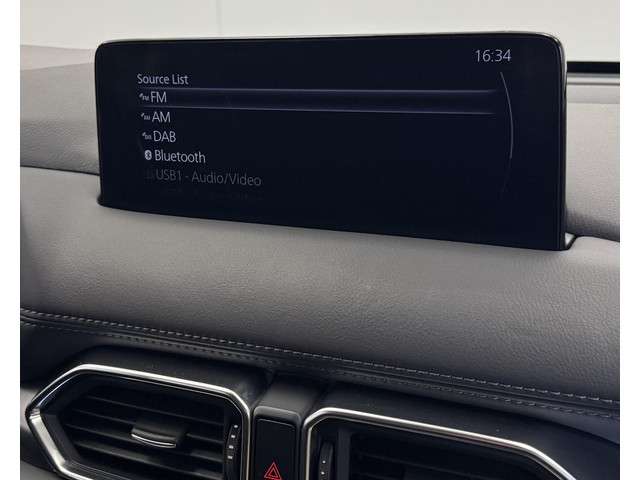 16:34
Source List
FM
AM
DAB
Bluetooth
USB1 - Audio/Video